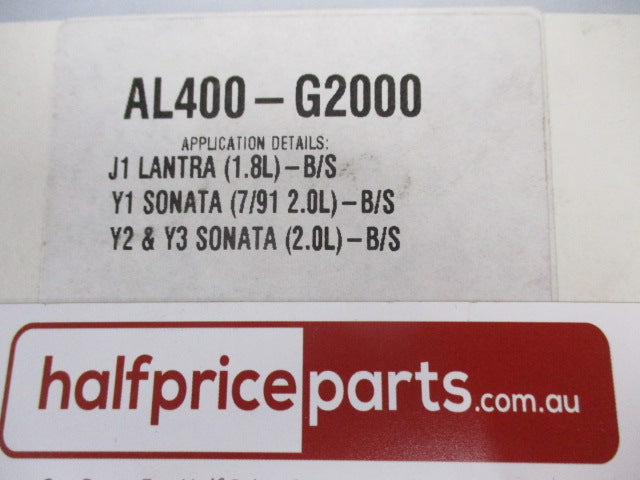 AL400-G2000
APPLICATION DETAILS:
J1 LANTRA (1.8L)-B/S
Y1 SONATA (7/91 2.0L)-B/S
Y2 & Y3 SONATA (2.0L)-B/S
halfpriceparts.com.au